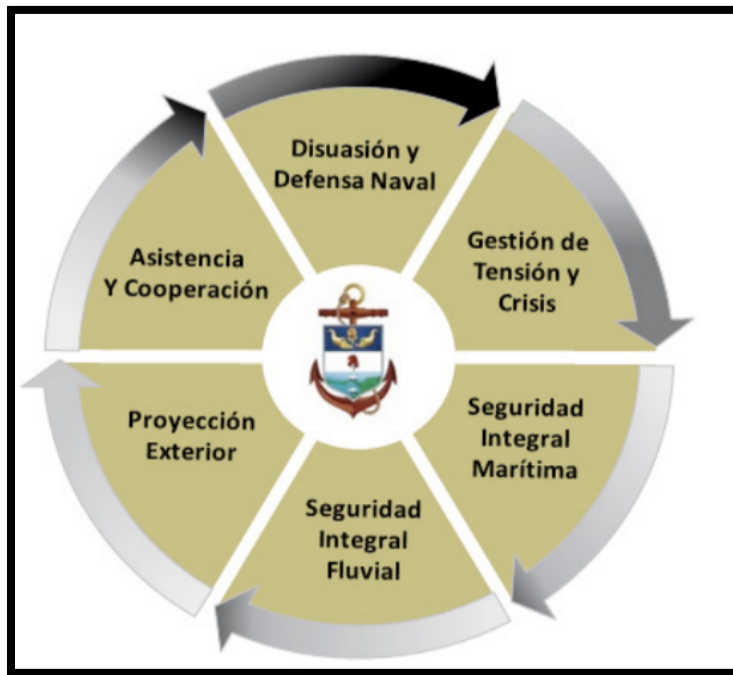 Disuasión y
Defensa Naval
Gestión de
Tensión y
Crisis
Seguridad
Integral
Marítima
Seguridad
Integral
Fluvial
Proyección
Exterior
Asistencia
Y Cooperación